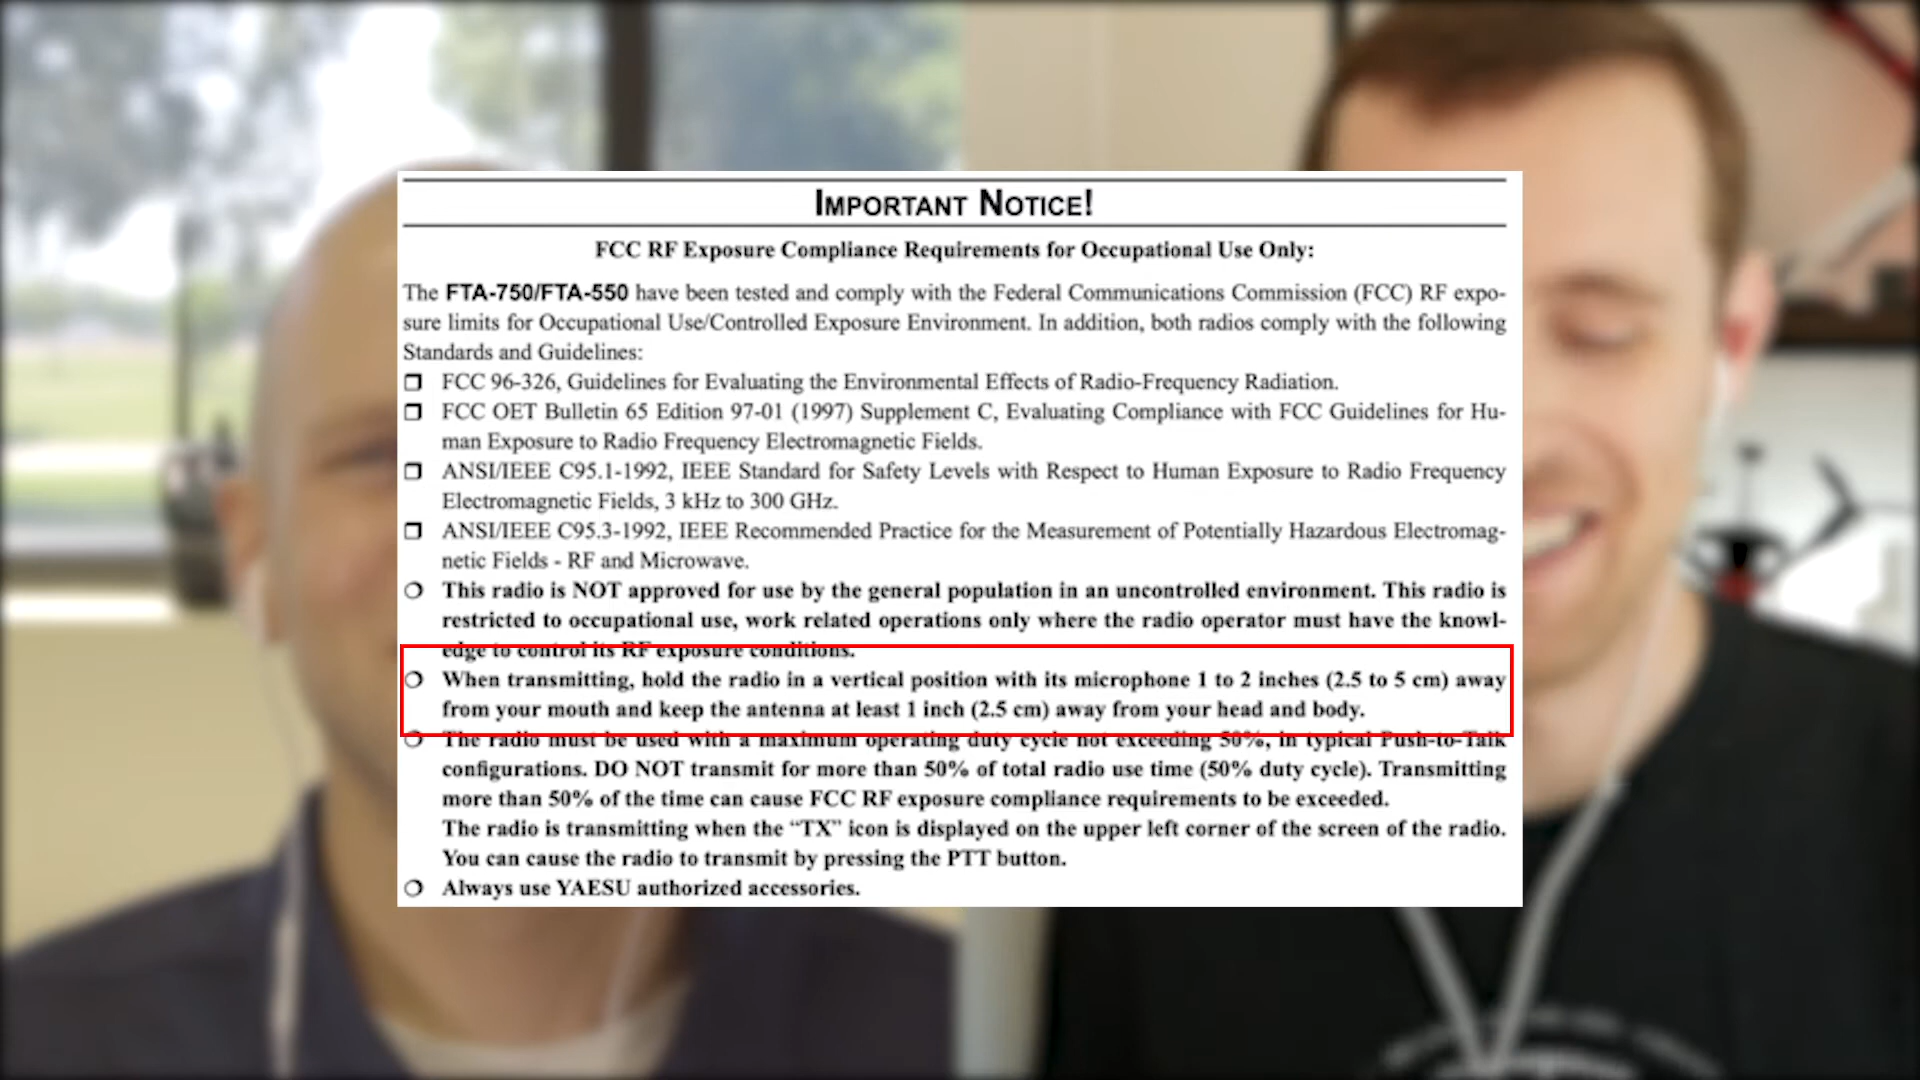 IMPORTANT NOTICE!
FCC RF Exposure Compliance Requirements for Occupational Use Only:
The FTA-750/FTA-550 have been tested and comply with the Federal Communications Commission (FCC) RF expo-
sure limits for Occupational Use/Controlled Exposure Environment. In addition, both radios comply with the following
Standards and Guidelines:
❒ FCC 96-326, Guidelines for Evaluating the Environmental Effects of Radio-Frequency Radiation.
❒ FCC OET Bulletin 65 Edition 97-01 (1997) Supplement C, Evaluating Compliance with FCC Guidelines for Hu-
man Exposure to Radio Frequency Electromagnetic Fields.
❒ ANSI/IEEE C95.1-1992, IEEE Standard for Safety Levels with Respect to Human Exposure to Radio Frequency
Electromagnetic Fields, 3 kHz to 300 GHz.
❒ ANSI/IEEE C95.3-1992, IEEE Recommended Practice for the Measurement of Potentially Hazardous Electromag-
netic Fields - RF and Microwave.
❍ This radio is NOT approved for use by the general population in an uncontrolled environment. This radio is
restricted to occupational use, work related operations only where the radio operator must have the knowl-
edge to control its RF exposure conditions.
❍ When transmitting, hold the radio in a vertical position with its microphone 1 to 2 inches (2.5 to 5 cm) away
from your mouth and keep the antenna at least 1 inch (2.5 cm) away from your head and body.
❍ The radio must be used with a maximum operating duty cycle not exceeding 50%, in typical Push-to-Talk
configurations. DO NOT transmit for more than 50% of total radio use time (50% duty cycle). Transmitting
more than 50% of the time can cause FCC RF exposure compliance requirements to be exceeded.
The radio is transmitting when the “TX” icon is displayed on the upper left corner of the screen of the radio.
You can cause the radio to transmit by pressing the PTT button.
❍ Always use YAESU authorized accessories.